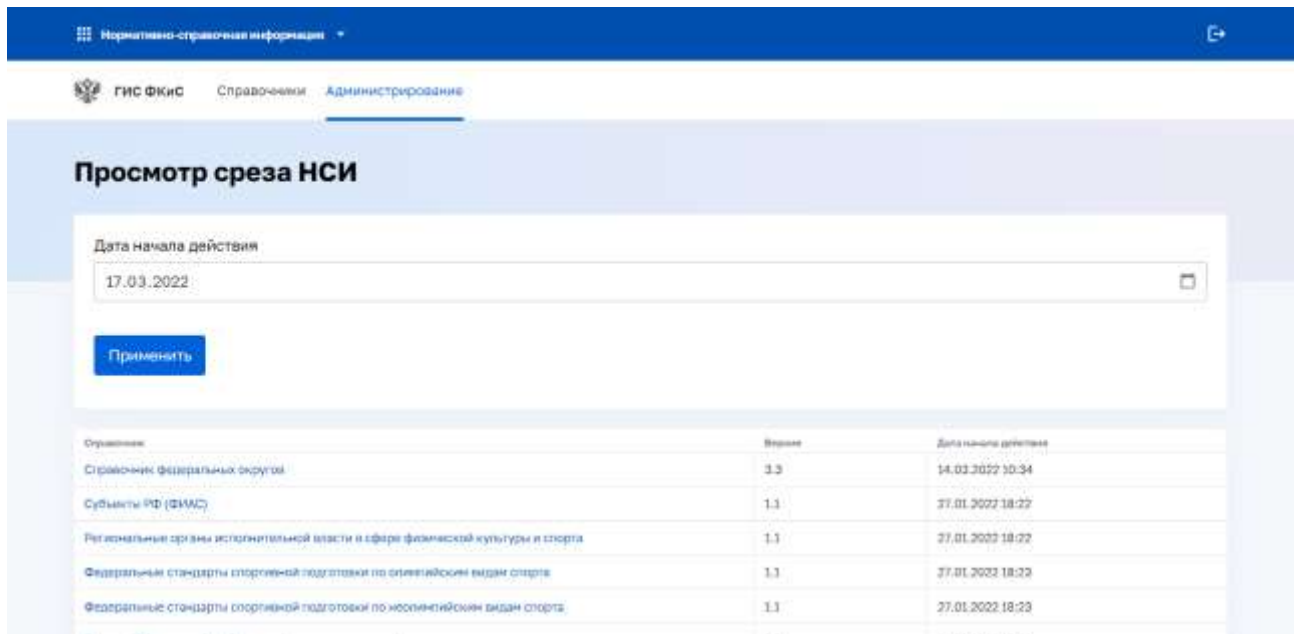 Нормативно-справочная информация
ГИС ФКиС Справочники Администрирование
Просмотр среза НСИ
Дата начала действия
17.03.2022
Применить
Справочник Версия Дата начала действия
Справочник федеральных округов 3.3 14.03.2022 10:34
Субъекты РФ (ФИАС) 1.1 27.01.2022 18:22
Региональные органы исполнительной власти в сфере физической культуры и спорта 1.1 27.01.2022 18:22
Федеральные стандарты спортивной подготовки по олимпийским видам спорта 1.1 27.01.2022 18:23
Федеральные стандарты спортивной подготовки по неолимпийским видам спорта 1.1 27.01.2022 18:23